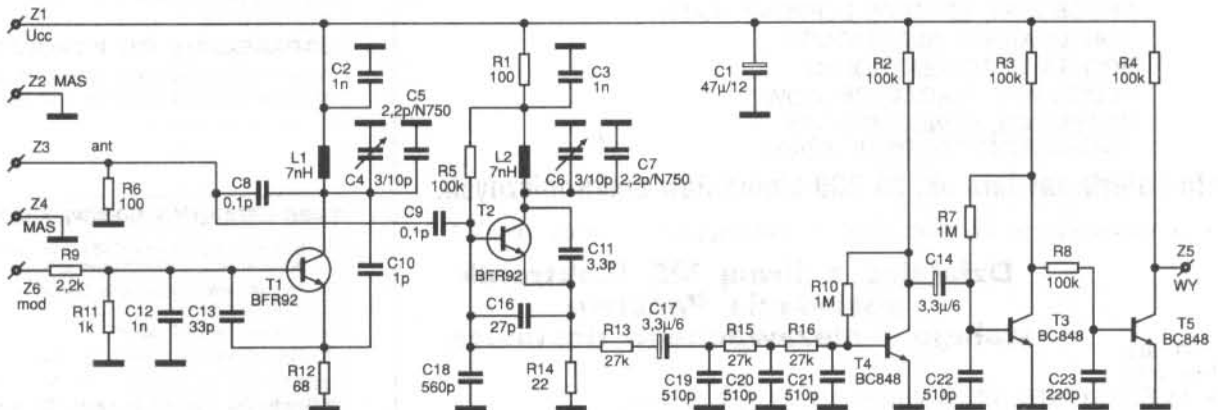 Z1
Ucc
Z2 MAS
Z3
ant
R6
100
Z4
MAS
R9
2,2k
Z6
mod
R11
1k
C12
1n
C13
33p
C8
0,1p
L1
7nH
C2
1n
C5
2,2p/N750
C4
3/10p
T1
BFR92
C10
1p
R12
68
C9
0,1p
R1
100
C3
1n
R5
100k
L2
7nH
C6
3/10p
C7
2,2p/N750
T2
BFR92
C11
3,3p
C16
27p
C18
560p
R14
22
C1
47µ/12
R13
27k
C17
3,3µ/6
R15
27k
R16
27k
C19
510p
C20
510p
C21
510p
R10
1M
T4
BC848
R2
100k
C14
3,3µ/6
R7
1M
R3
100k
R4
100k
R8
100k
T3
BC848
C22
510p
C23
220p
T5
BC848
Z5
WY